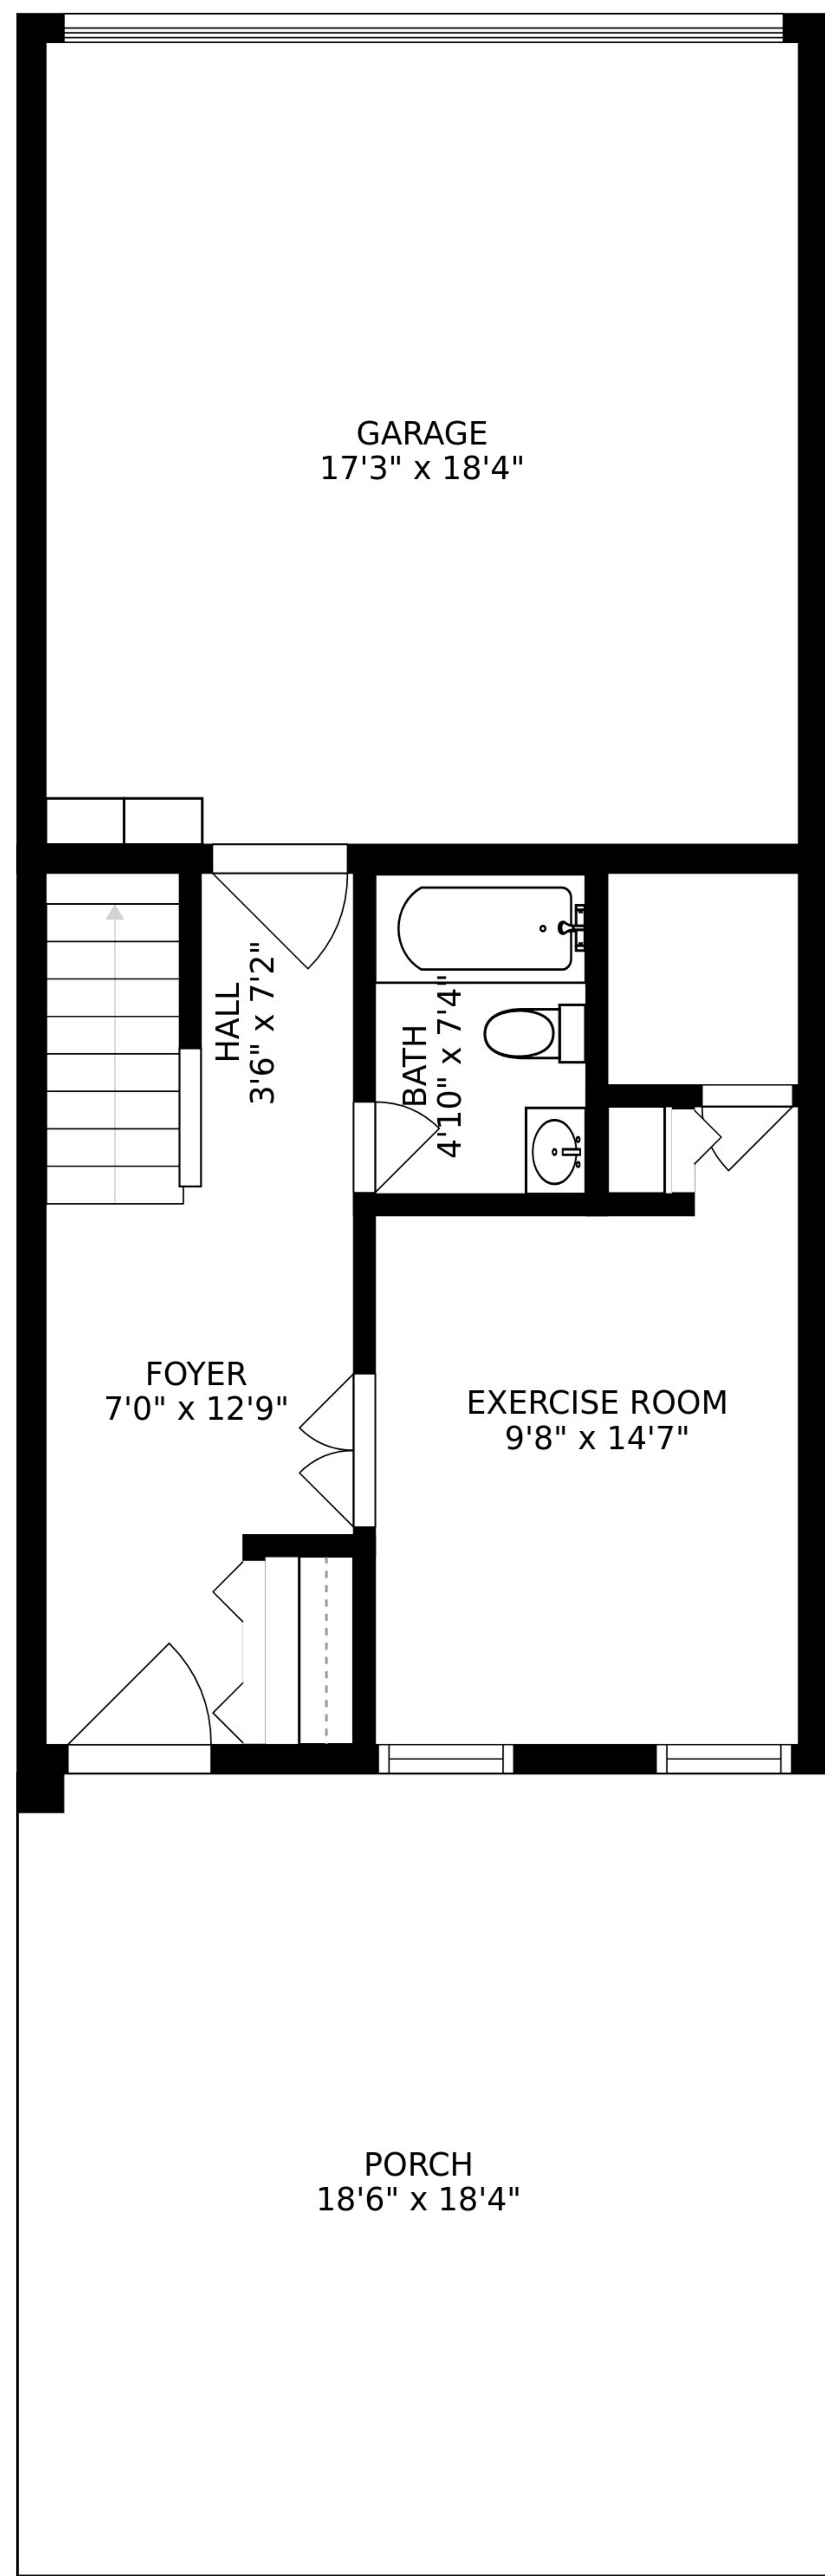 GARAGE
17'3" x 18'4"
HALL
3'6" x 7'2"
BATH
4'10" x 7'4"
FOYER
7'0" x 12'9"
EXERCISE ROOM
9'8" x 14'7"
PORCH
18'6" x 18'4"